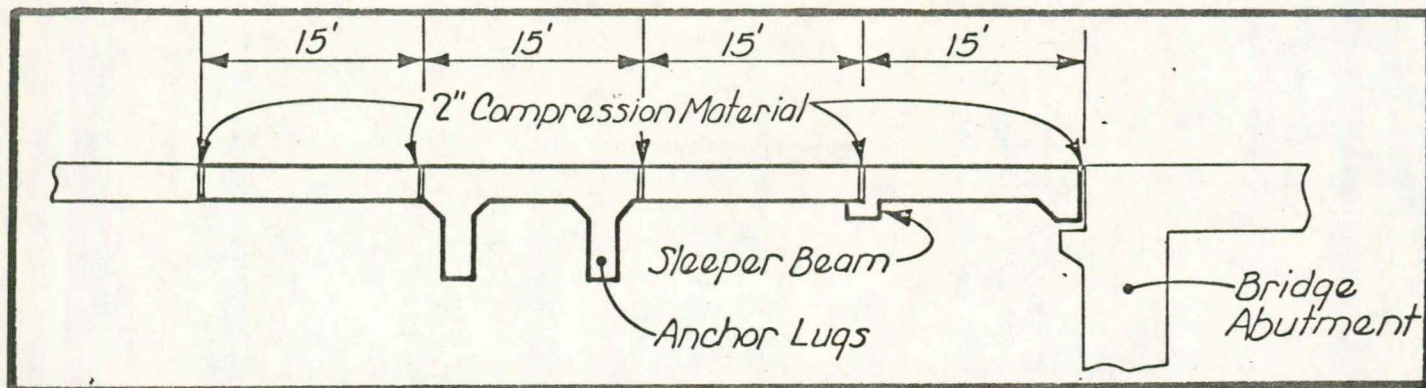 15' 15' 15' 15'
2" Compression Material
Sleeper Beam
Anchor Lugs
Bridge
Abutment